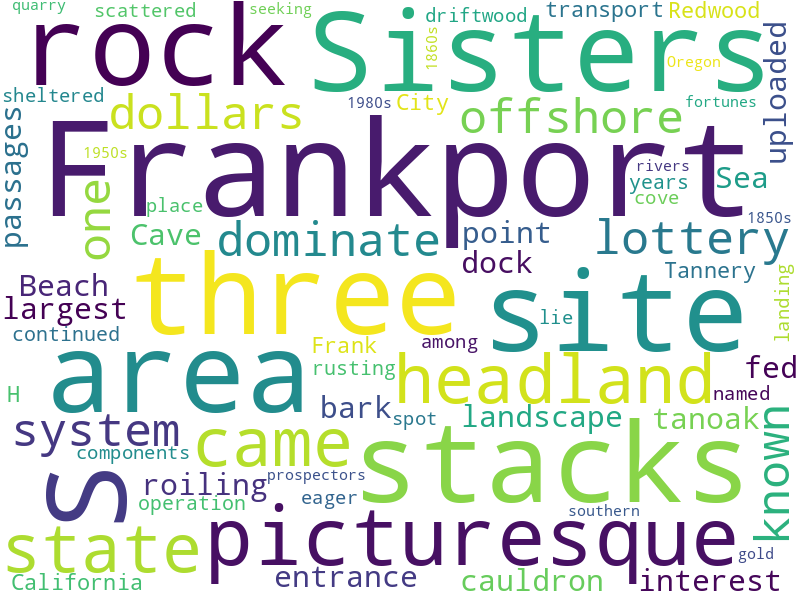 quarry scattered seeking driftwood transport Redwood
rock Sisters 1860s Oregon uploaded
sheltered dollars 1980s City offshore fortunes
passages Frankport
1950s rivers
one place years Sea cove 1850s
Cave dominate point lottery
Beach dock Tannery landing
largest three site lie
continued Frank among
area rusting headland fed
H bark spot landscape named tanoak known
system components came stacks
S roiling prospectors eager
operation southern
state picturesque gold
California entrance cauldron interest